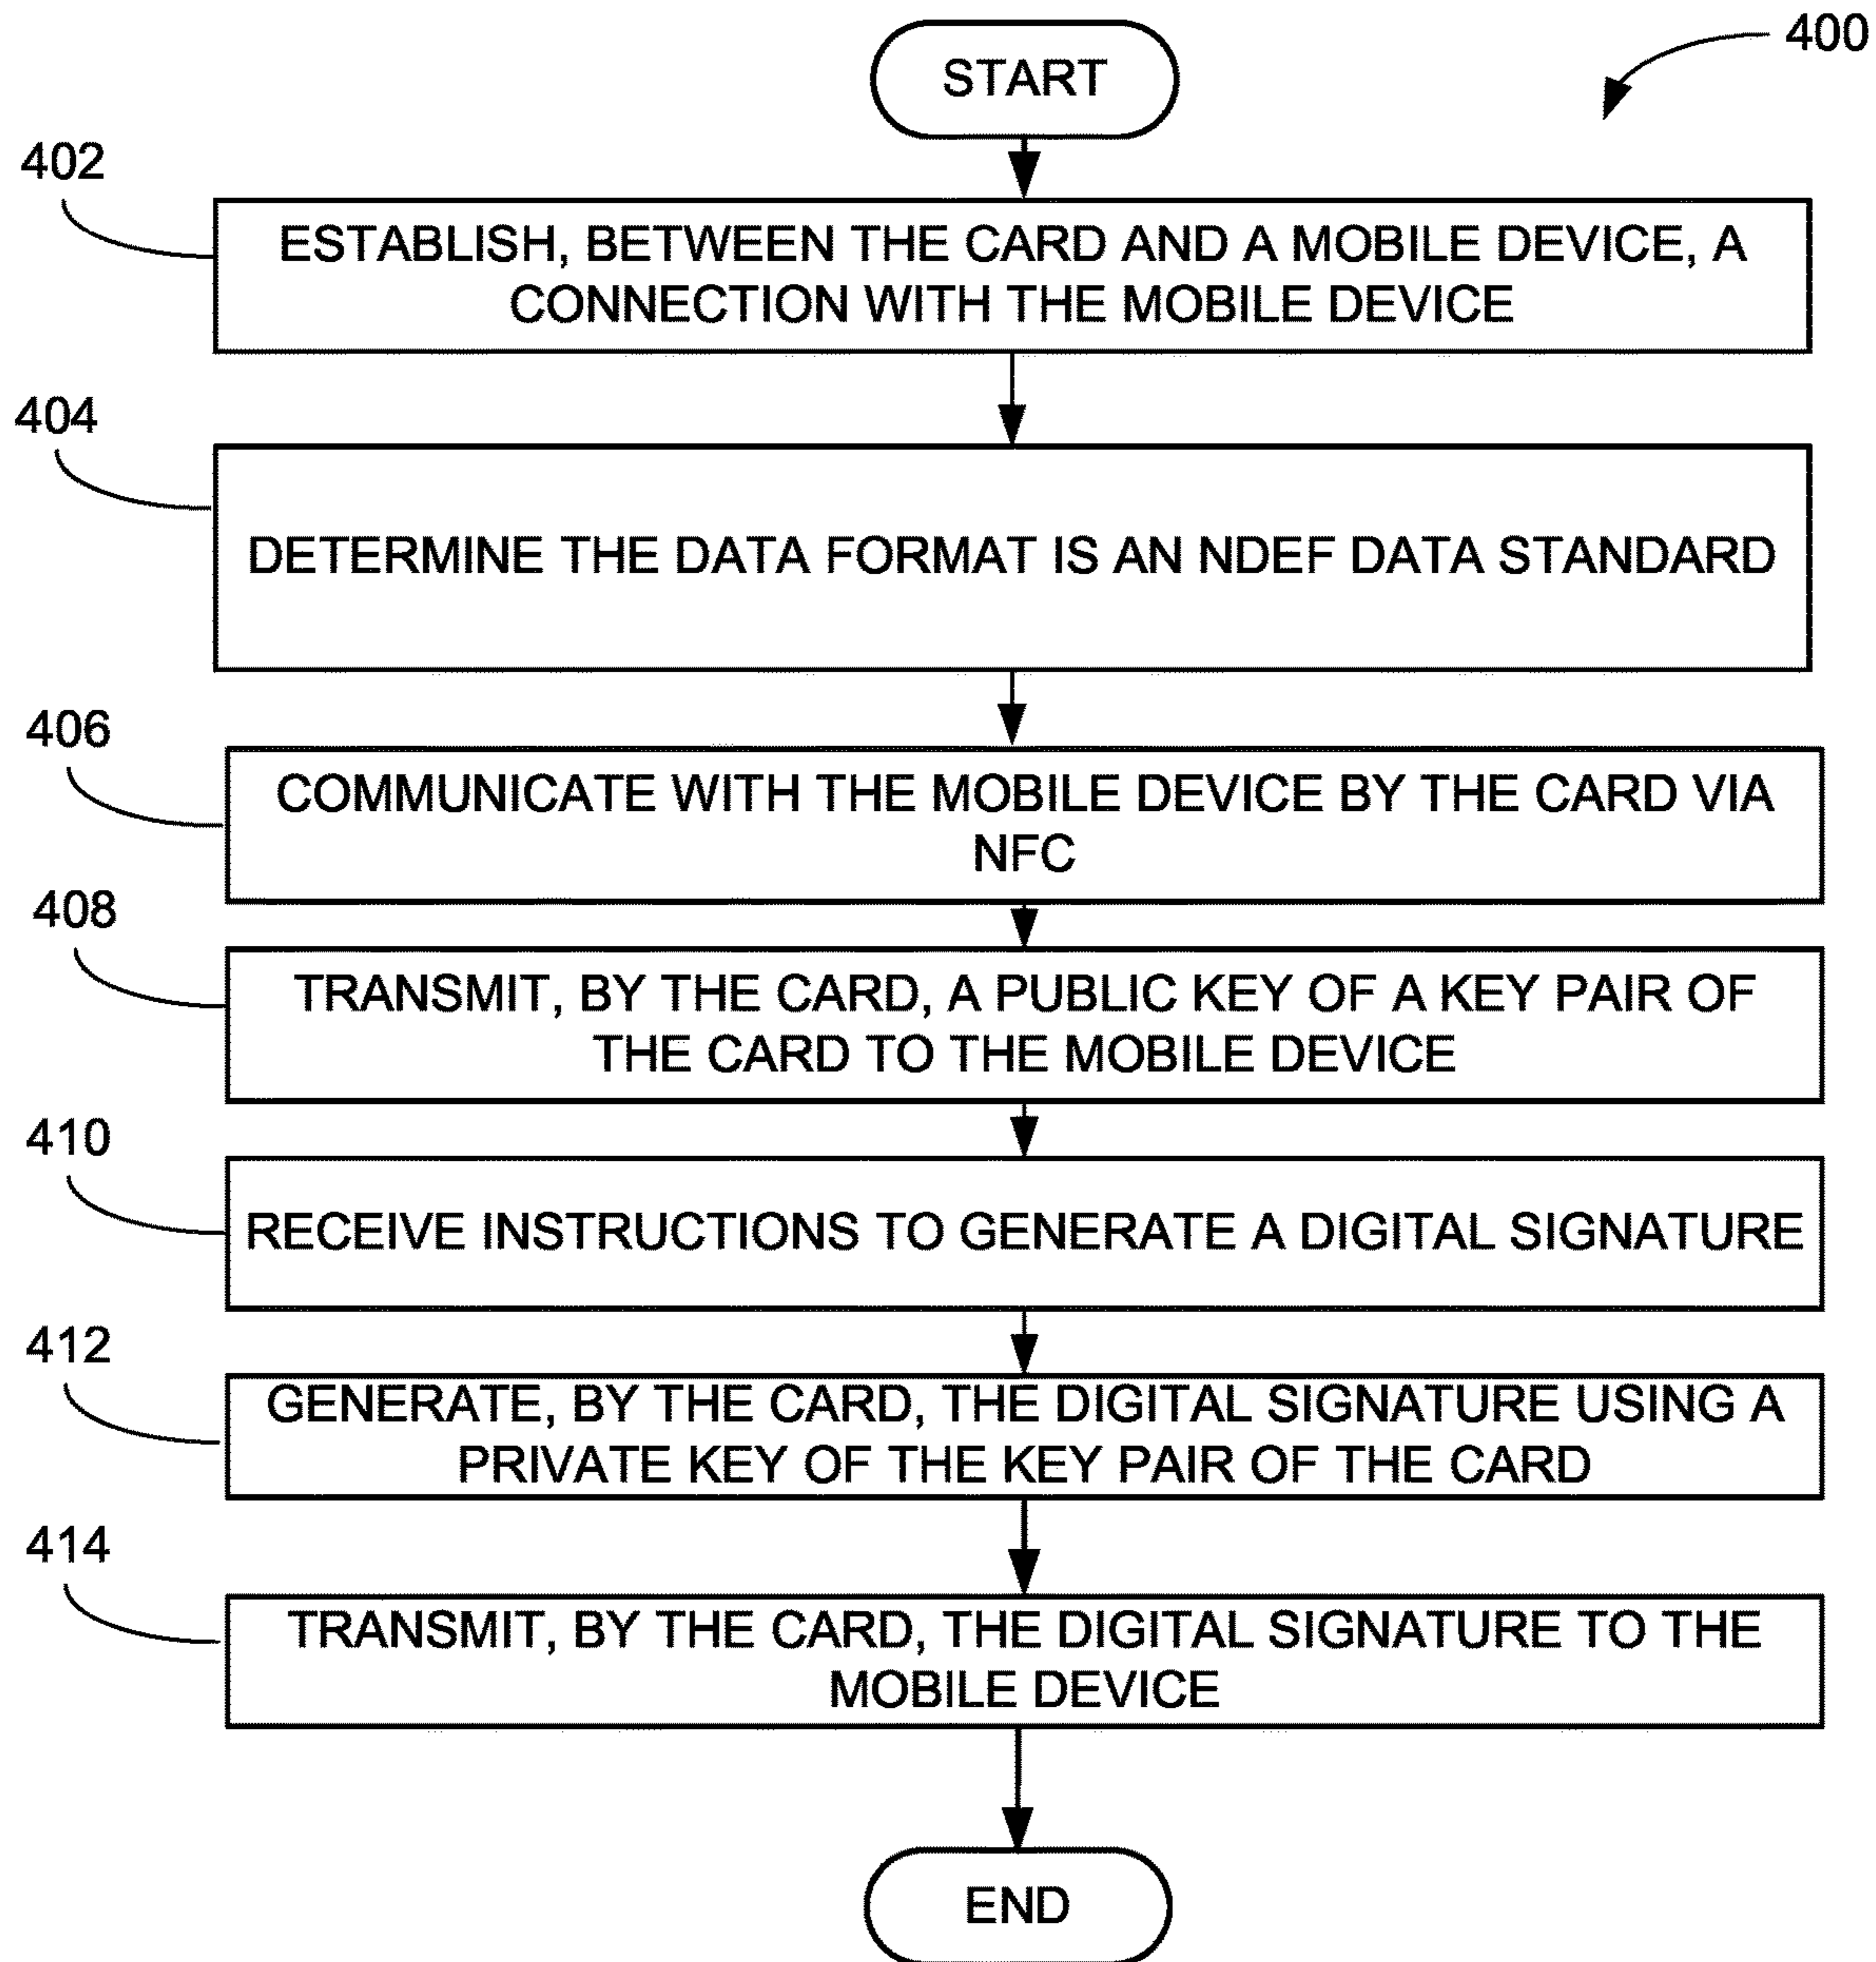 400
START
402
ESTABLISH, BETWEEN THE CARD AND A MOBILE DEVICE, A
CONNECTION WITH THE MOBILE DEVICE
404
DETERMINE THE DATA FORMAT IS AN NDEF DATA STANDARD
406
COMMUNICATE WITH THE MOBILE DEVICE BY THE CARD VIA
NFC
408
TRANSMIT, BY THE CARD, A PUBLIC KEY OF A KEY PAIR OF
THE CARD TO THE MOBILE DEVICE
410
RECEIVE INSTRUCTIONS TO GENERATE A DIGITAL SIGNATURE
412
GENERATE, BY THE CARD, THE DIGITAL SIGNATURE USING A
PRIVATE KEY OF THE KEY PAIR OF THE CARD
414
TRANSMIT, BY THE CARD, THE DIGITAL SIGNATURE TO THE
MOBILE DEVICE
END